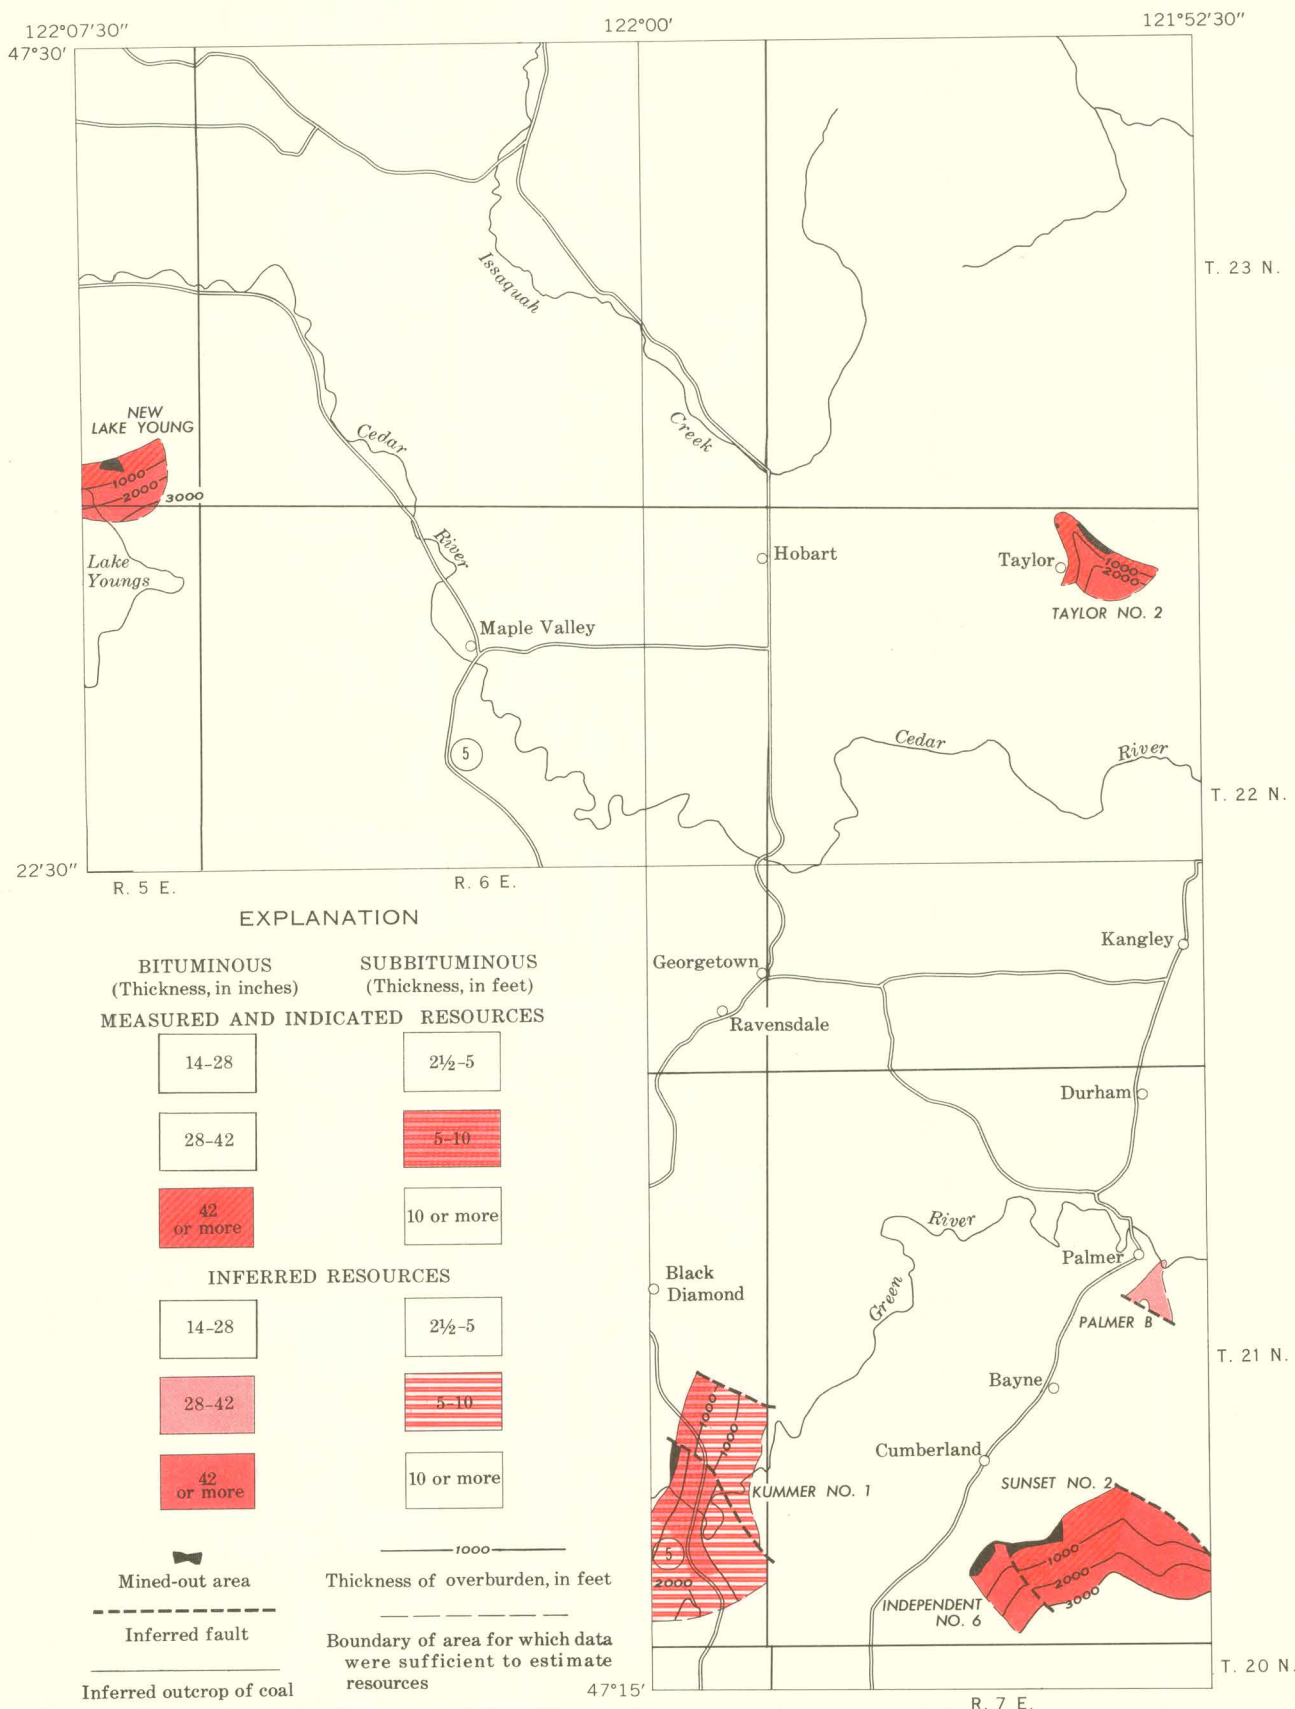 122°07'30"
122°00'
121°52'30"
47°30'
T. 23 N.
Issaquah
Creek
NEW
LAKE YOUNG
1000
2000
3000
Cedar
River
Lake
Youngs
Hobart
Taylor
1000
2000
TAYLOR NO. 2
Maple Valley
5
Cedar
River
T. 22 N.
22'30"
R. 5 E.
R. 6 E.
EXPLANATION
BITUMINOUS
(Thickness, in inches)
SUBBITUMINOUS
(Thickness, in feet)
MEASURED AND INDICATED RESOURCES
14-28
2½-5
28-42
5-10
42
or more
10 or more
INFERRED RESOURCES
14-28
2½-5
28-42
5-10
42
or more
10 or more
Mined-out area
1000
Thickness of overburden, in feet
Inferred fault
Boundary of area for which data
were sufficient to estimate
resources
Inferred outcrop of coal
Kangley
Georgetown
Ravensdale
Durham
River
Green
Palmer
Black
Diamond
PALMER B
T. 21 N.
Bayne
1000
1000
Cumberland
KUMMER NO. 1
SUNSET NO. 2
5
2000
1000
2000
3000
INDEPENDENT
NO. 6
T. 20 N.
47°15'
R. 7 E.